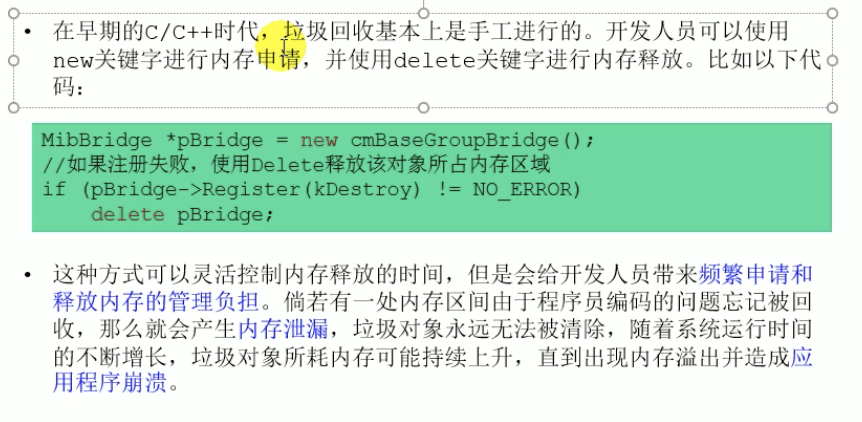 • 在早期的C/C++时代，垃圾回收基本上是手工进行的。开发人员可以使用
new关键字进行内存申请，并使用delete关键字进行内存释放。比如以下代
码：
MibBridge *pBridge = new cmBaseGroupBridge();
//如果注册失败，使用Delete释放该对象所占内存区域
if (pBridge->Register(kDestroy) != NO_ERROR)
    delete pBridge;
• 这种方式可以灵活控制内存释放的时间，但是会给开发人员带来频繁申请和
释放内存的管理负担。倘若有一处内存区间由于程序员编码的问题忘记被回
收，那么就会产生内存泄漏，垃圾对象永远无法被清除，随着系统运行时间
的不断增长，垃圾对象所耗内存可能持续上升，直到出现内存溢出并造成应
用程序崩溃。